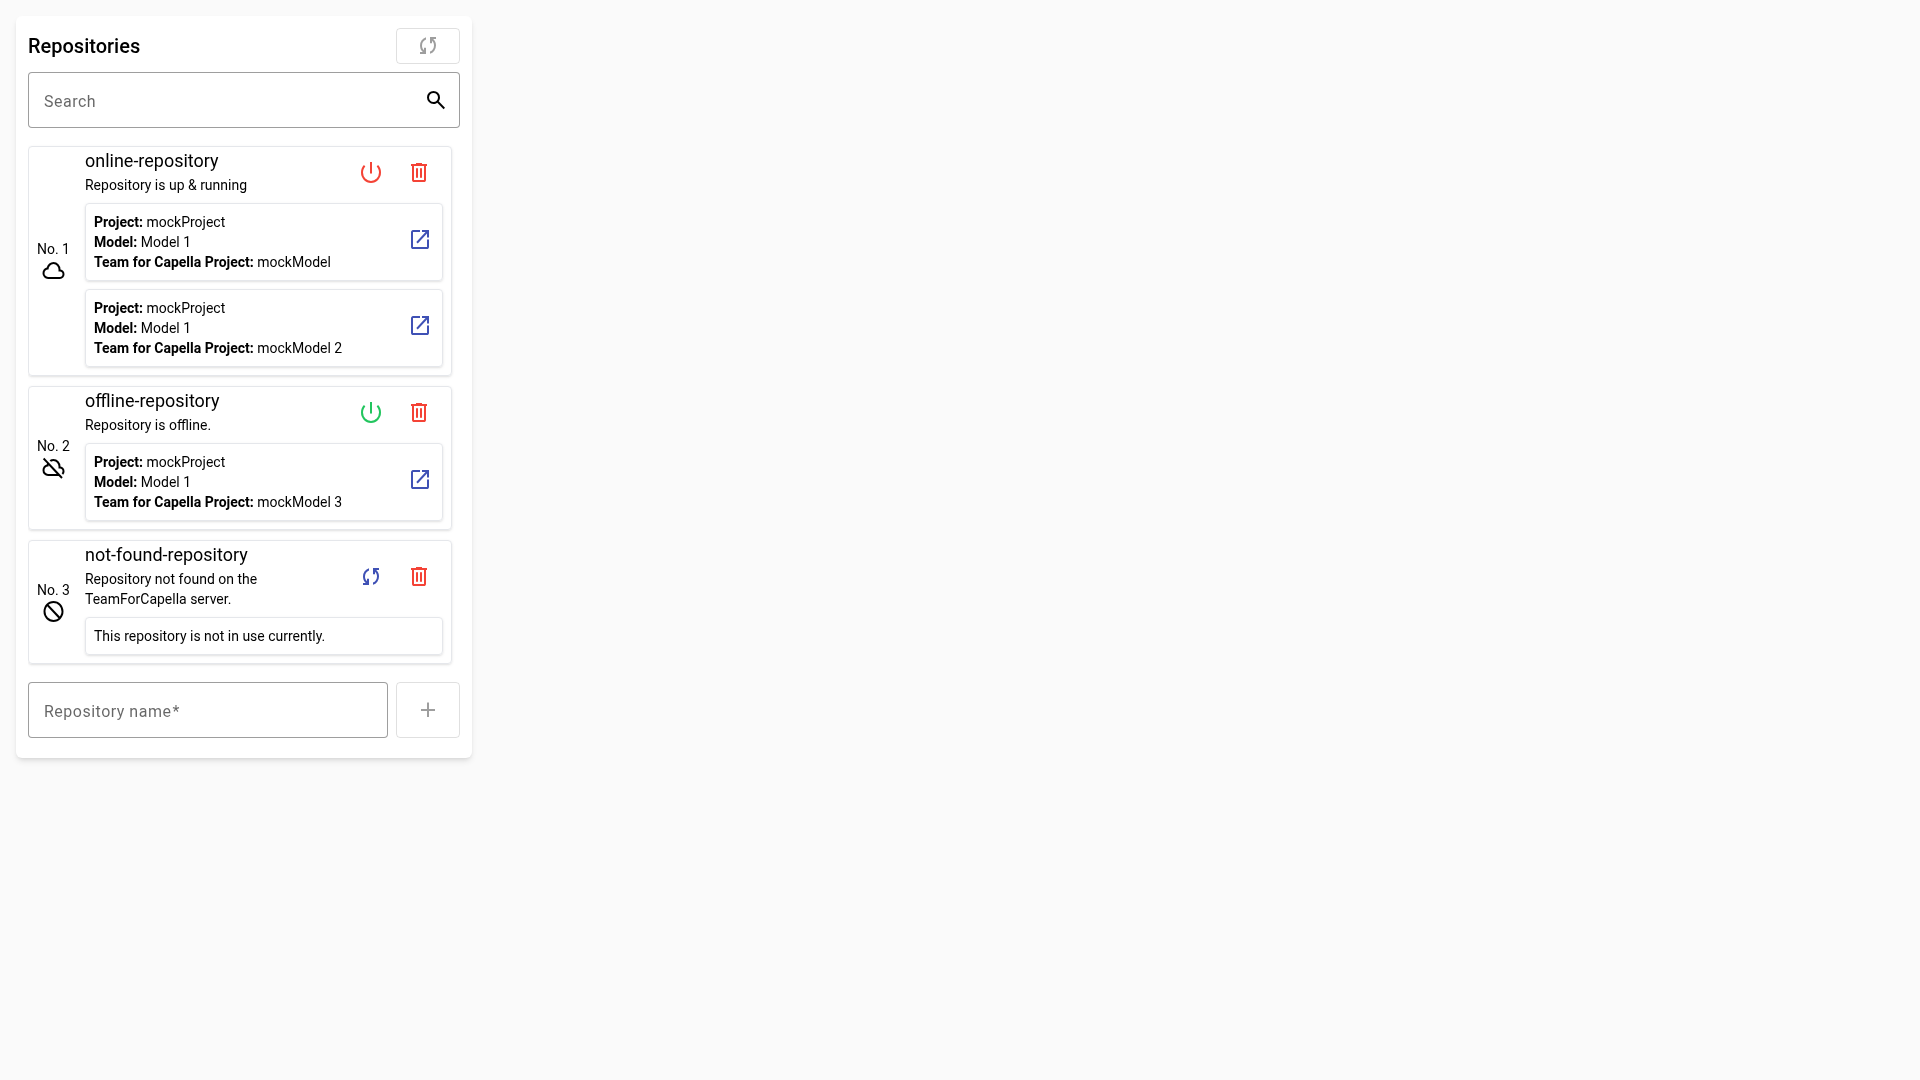 Repositories
Search
online-repository
Repository is up & running
No. 1
Project: mockProject
Model: Model 1
Team for Capella Project: mockModel
Project: mockProject
Model: Model 1
Team for Capella Project: mockModel 2
offline-repository
Repository is offline.
No. 2
Project: mockProject
Model: Model 1
Team for Capella Project: mockModel 3
not-found-repository
Repository not found on the
TeamForCapella server.
No. 3
This repository is not in use currently.
Repository name*